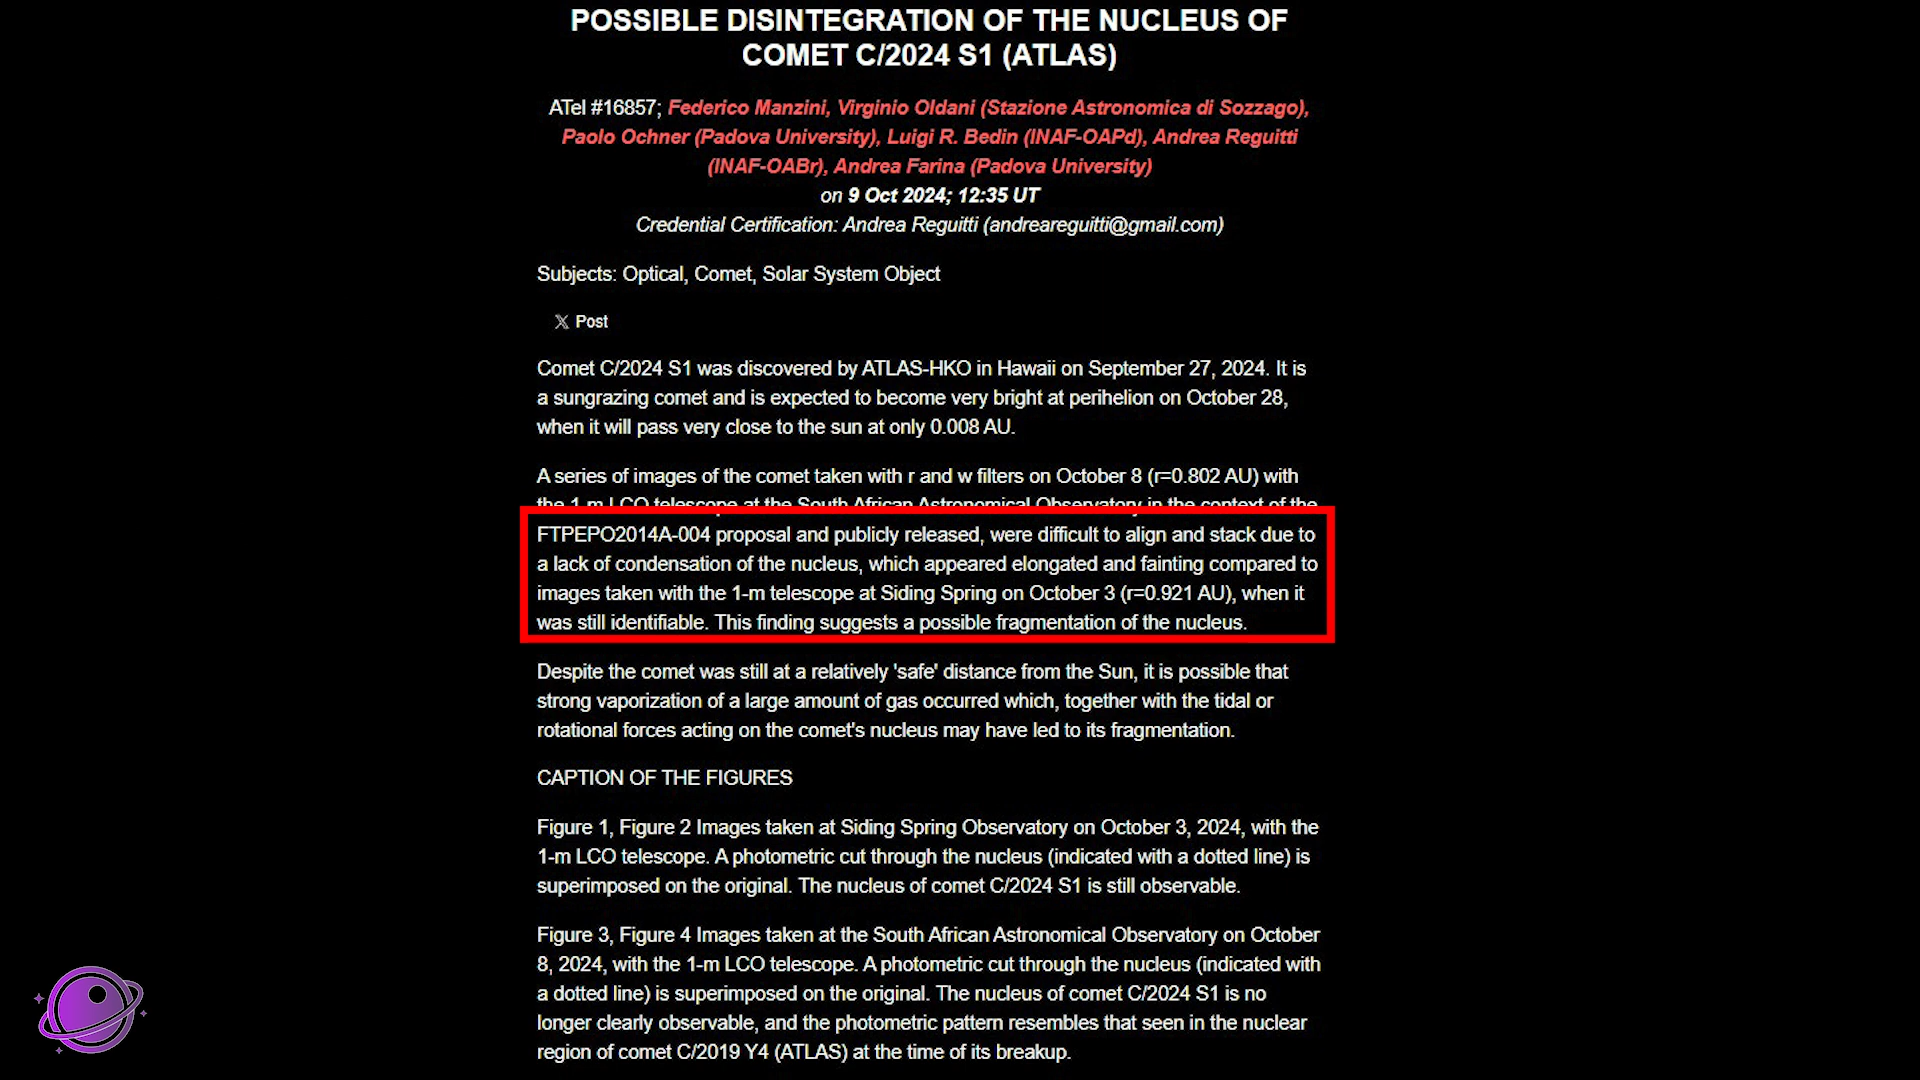 POSSIBLE DISINTEGRATION OF THE NUCLEUS OF
COMET C/2024 S1 (ATLAS)
ATel #16857; Federico Manzini, Virginio Oldani (Stazione Astronomica di Sozzago),
Paolo Ochner (Padova University), Luigi R. Bedin (INAF-OAPd), Andrea Reguitti
(INAF-OABr), Andrea Farina (Padova University)
on 9 Oct 2024; 12:35 UT
Credential Certification: Andrea Reguitti (andreareguitti@gmail.com)
Subjects: Optical, Comet, Solar System Object
X Post
Comet C/2024 S1 was discovered by ATLAS-HKO in Hawaii on September 27, 2024. It is
a sungrazing comet and is expected to become very bright at perihelion on October 28,
when it will pass very close to the sun at only 0.008 AU.
A series of images of the comet taken with r and w filters on October 8 (r=0.802 AU) with
the 1-m LCO telescope at the South African Astronomical Observatory in the context of the
FTPEPO2014A-004 proposal and publicly released, were difficult to align and stack due to
a lack of condensation of the nucleus, which appeared elongated and fainting compared to
images taken with the 1-m telescope at Siding Spring on October 3 (r=0.921 AU), when it
was still identifiable. This finding suggests a possible fragmentation of the nucleus.
Despite the comet was still at a relatively 'safe' distance from the Sun, it is possible that
strong vaporization of a large amount of gas occurred which, together with the tidal or
rotational forces acting on the comet's nucleus may have led to its fragmentation.
CAPTION OF THE FIGURES
Figure 1, Figure 2 Images taken at Siding Spring Observatory on October 3, 2024, with the
1-m LCO telescope. A photometric cut through the nucleus (indicated with a dotted line) is
superimposed on the original. The nucleus of comet C/2024 S1 is still observable.
Figure 3, Figure 4 Images taken at the South African Astronomical Observatory on October
8, 2024, with the 1-m LCO telescope. A photometric cut through the nucleus (indicated with
a dotted line) is superimposed on the original. The nucleus of comet C/2024 S1 is no
longer clearly observable, and the photometric pattern resembles that seen in the nuclear
region of comet C/2019 Y4 (ATLAS) at the time of its breakup.